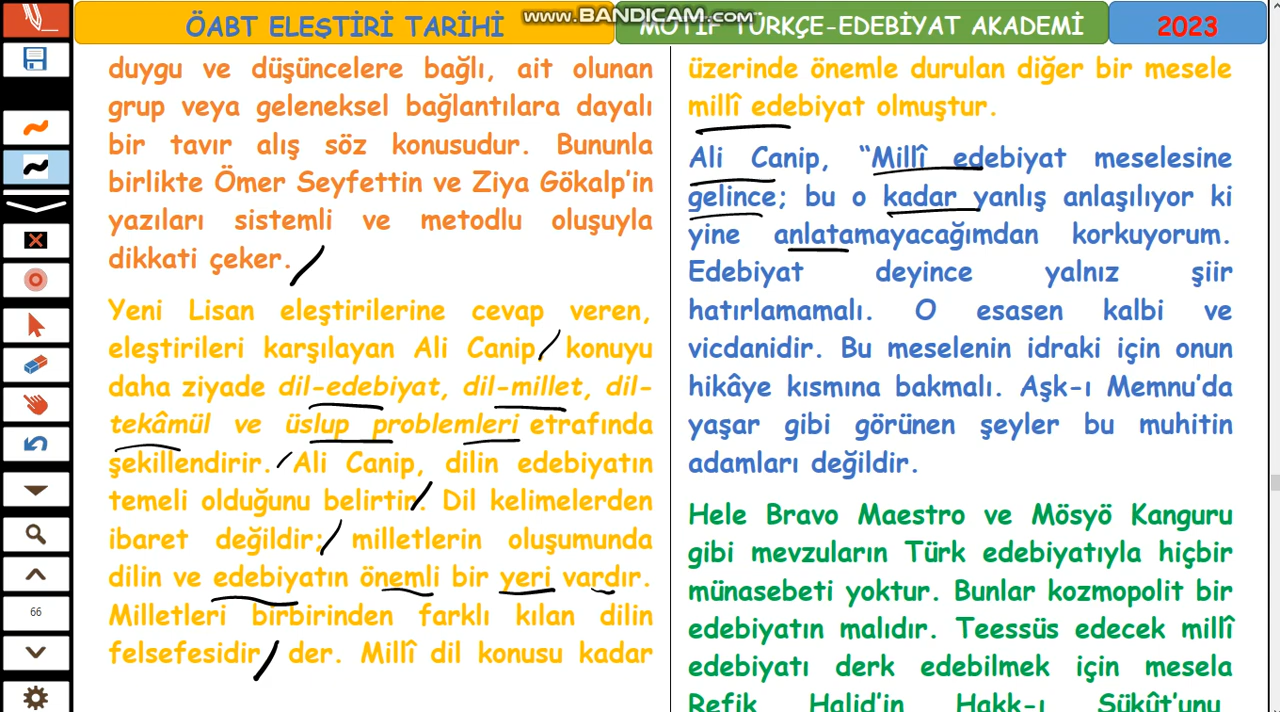 ÖABT ELEŞTİRİ TARİHİ
www.BANDICAM.com
MOTİF TÜRKÇE-EDEBİYAT AKADEMİ
2023
duygu ve düşüncelere bağlı, ait olunan
grup veya geleneksel bağlantılara dayalı
bir tavır alış söz konusudur. Bununla
birlikte Ömer Seyfettin ve Ziya Gökalp’in
yazıları sistemli ve metodlu oluşuyla
dikkati çeker.
Yeni Lisan eleştirilerine cevap veren,
eleştirileri karşılayan Ali Canip, konuyu
daha ziyade dil-edebiyat, dil-millet, dil-
tekâmül ve üslup problemleri etrafında
şekillendirir. Ali Canip, dilin edebiyatın
temeli olduğunu belirtir. Dil kelimelerden
ibaret değildir; milletlerin oluşumunda
dilin ve edebiyatın önemli bir yeri vardır.
Milletleri birbirinden farklı kılan dilin
felsefesidir, der. Millî dil konusu kadar
66
üzerinde önemle durulan diğer bir mesele
millî edebiyat olmuştur.
Ali Canip, “Millî edebiyat meselesine
gelince; bu o kadar yanlış anlaşılıyor ki
yine anlatamayacağımdan korkuyorum.
Edebiyat deyince yalnız şiir
hatırlamamalı. O esasen kalbi ve
vicdanidir. Bu meselenin idraki için onun
hikâye kısmına bakmalı. Aşk-ı Memnu’da
yaşar gibi görünen şeyler bu muhitin
adamları değildir.
Hele Bravo Maestro ve Mösyö Kanguru
gibi mevzuların Türk edebiyatıyla hiçbir
münasebeti yoktur. Bunlar kozmopolit bir
edebiyatın malıdır. Teessüs edecek millî
edebiyatı derk edebilmek için mesela
Refik Halid’in Hakk-ı Sükût’unu